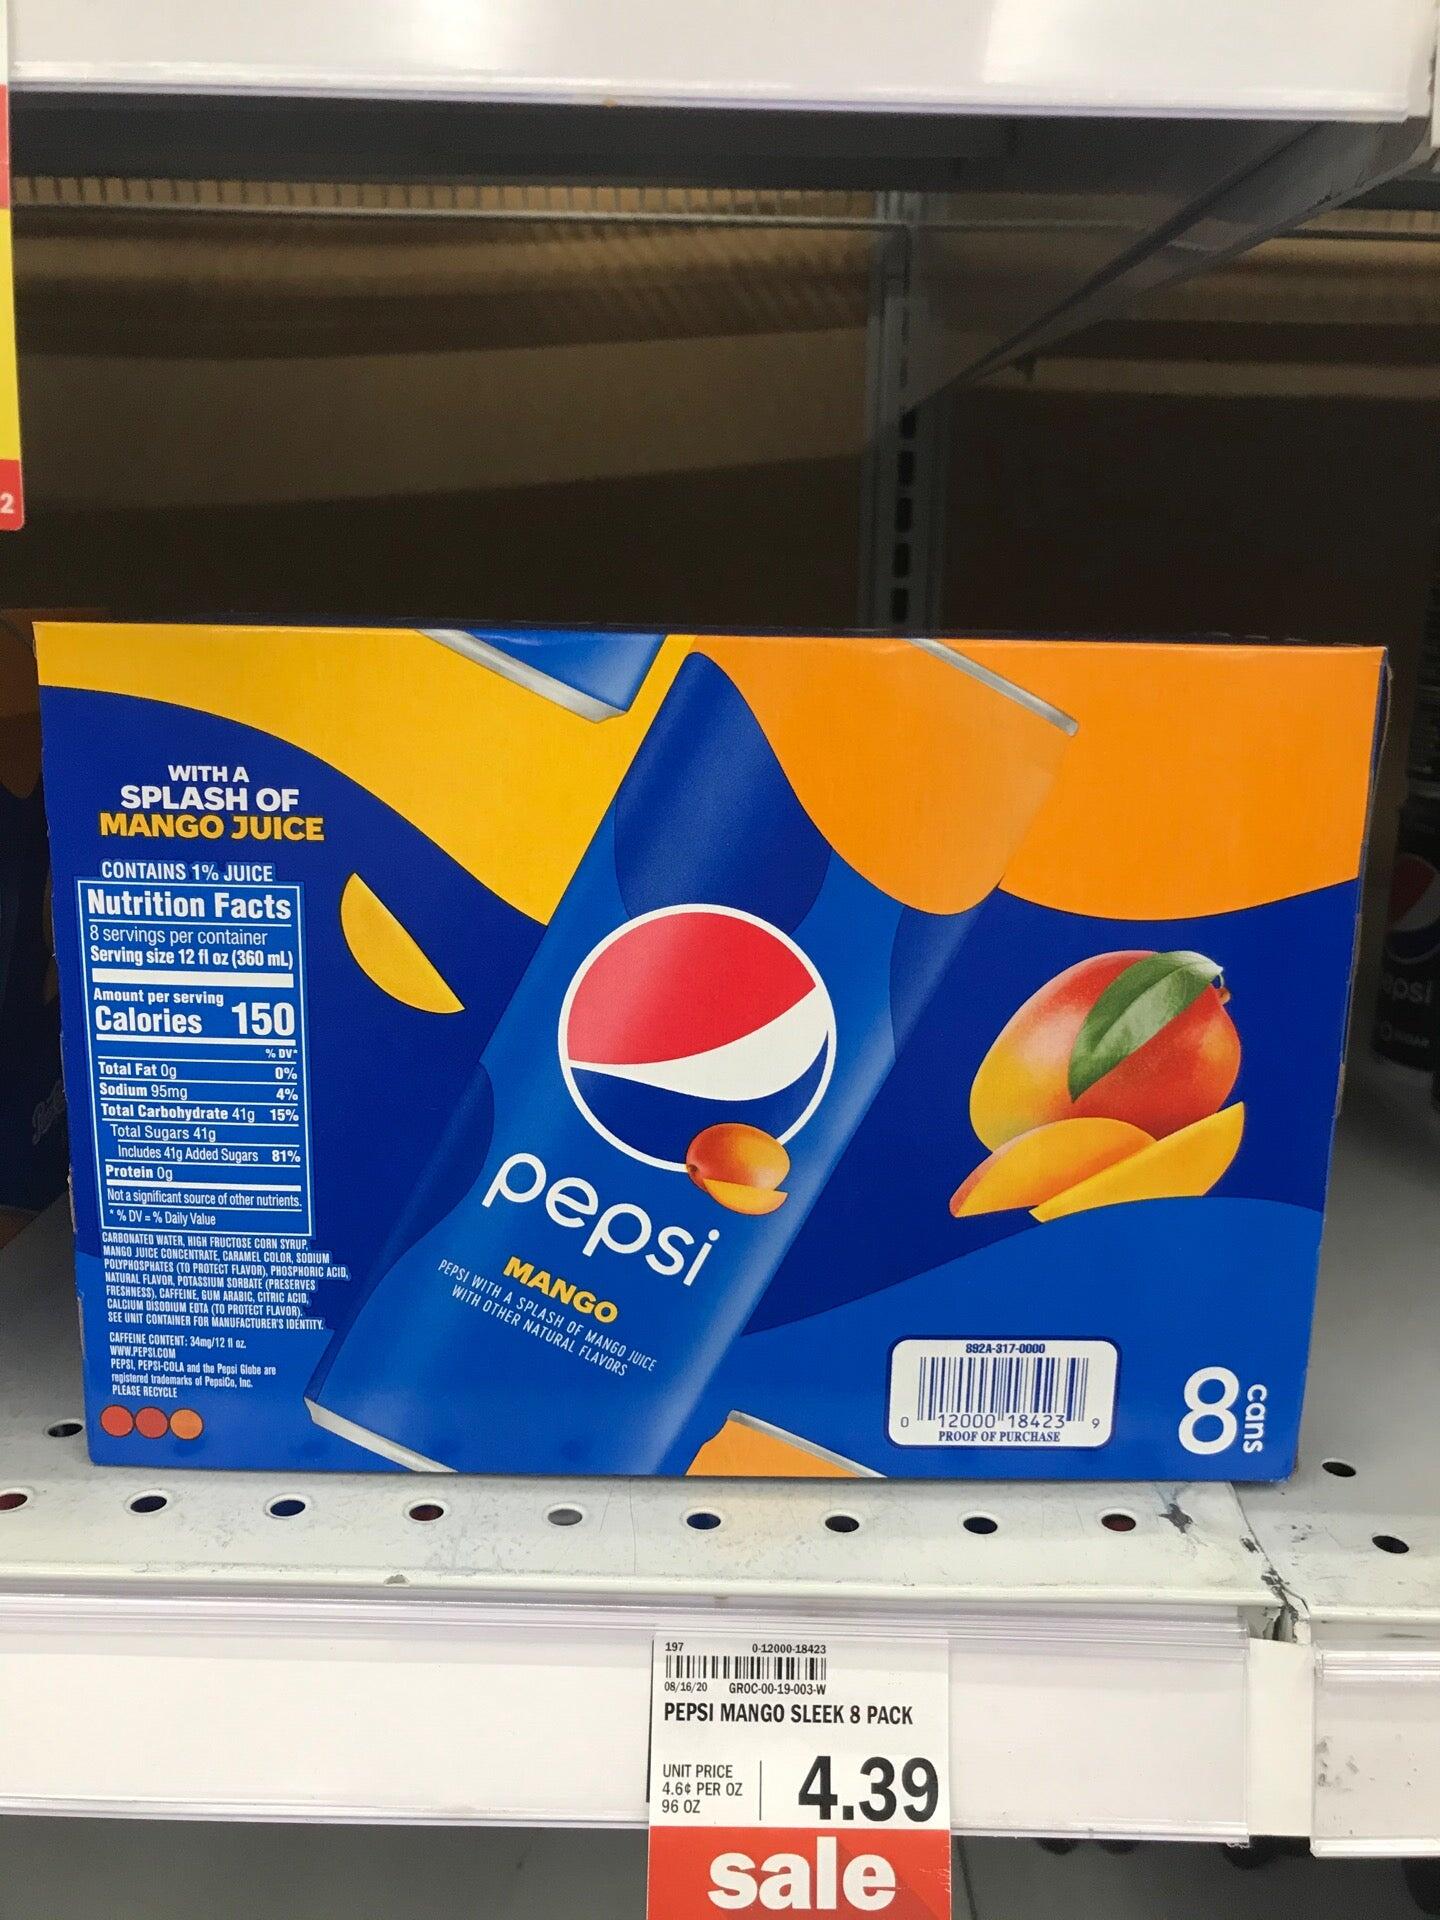 2
WITH A
SPLASH OF
MANGO JUICE
CONTAINS 1% JUICE
Nutrition Facts
8 servings per container
Serving size 12 fl oz (360 mL)
Amount per serving
Calories 150
% DV*
Total Fat 0g 0%
Sodium 95mg 4%
Total Carbohydrate 41g 15%
Total Sugars 41g
Includes 41g Added Sugars 81%
Protein 0g
Not a significant source of other nutrients.
* % DV = % Daily Value
CARBONATED WATER, HIGH FRUCTOSE CORN SYRUP,
MANGO JUICE CONCENTRATE, CARAMEL COLOR, SODIUM
POLYPHOSPHATES (TO PROTECT FLAVOR), PHOSPHORIC ACID,
NATURAL FLAVOR, POTASSIUM SORBATE (PRESERVES
FRESHNESS), CAFFEINE, GUM ARABIC, CITRIC ACID,
CALCIUM DISODIUM EDTA (TO PROTECT FLAVOR).
SEE UNIT CONTAINER FOR MANUFACTURER'S IDENTITY.
CAFFEINE CONTENT: 34mg/12 fl oz.
WWW.PEPSI.COM
PEPSI, PEPSI-COLA and the Pepsi Globe are
registered trademarks of PepsiCo, Inc.
PLEASE RECYCLE
pepsi
MANGO
PEPSI WITH A SPLASH OF MANGO JUICE
WITH OTHER NATURAL FLAVORS
892A-317-0000
0 12000 18423 9
PROOF OF PURCHASE
8 cans
197 0-12000-18423
08/16/20 GROC-00-19-003-W
PEPSI MANGO SLEEK 8 PACK
UNIT PRICE
4.6¢ PER OZ
96 OZ
4.39
sale